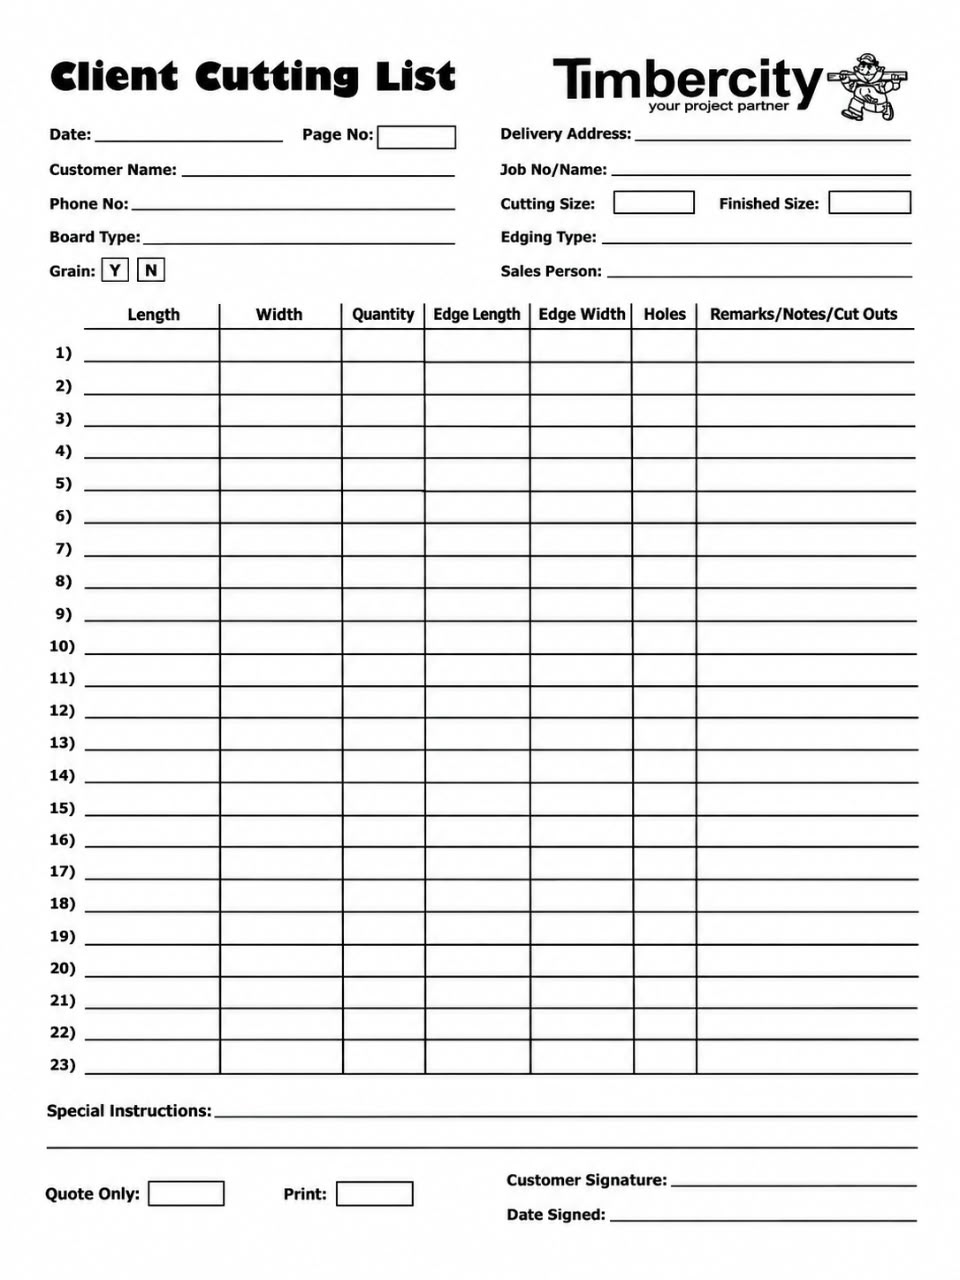 Client Cutting List
Timbercity
your project partner
Date: Page No:
Delivery Address:
Customer Name:
Job No/Name:
Phone No:
Cutting Size: Finished Size:
Board Type:
Edging Type:
Grain: Y N
Sales Person:
Length Width Quantity Edge Length Edge Width Holes Remarks/Notes/Cut Outs
1)
2)
3)
4)
5)
6)
7)
8)
9)
10)
11)
12)
13)
14)
15)
16)
17)
18)
19)
20)
21)
22)
23)
Special Instructions:
Quote Only: Print:
Customer Signature:
Date Signed: